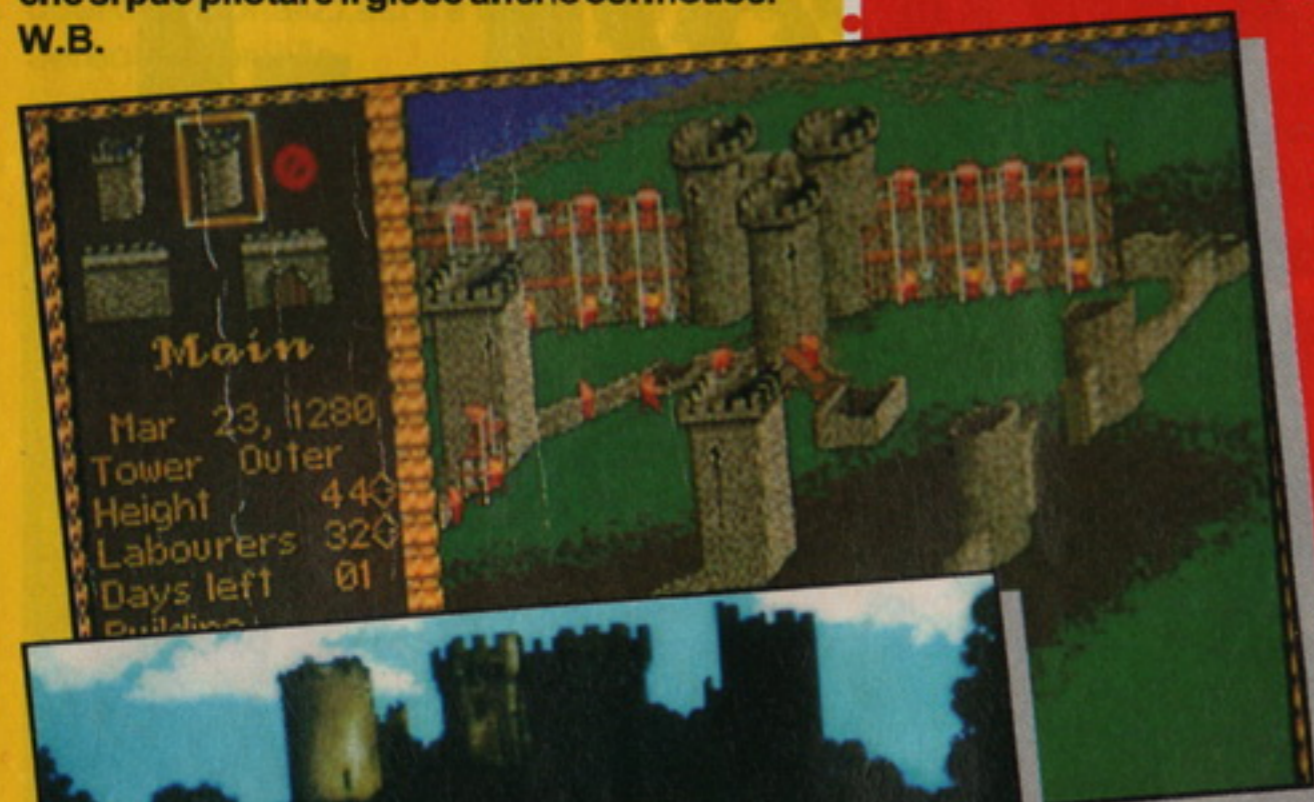 W.B.
Main
Mar 23, 1280
Tower Outer
Height 44
Labourers 32
Days left 01